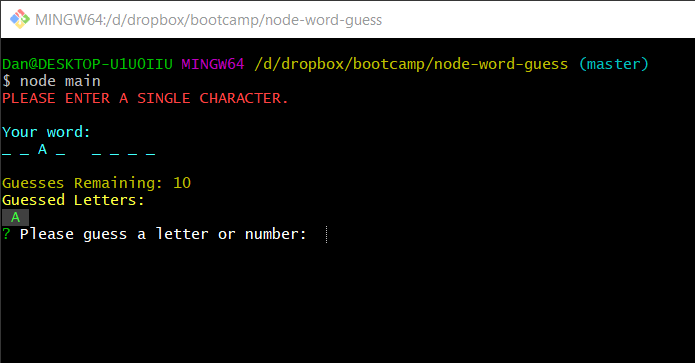 MINGW64:/d/dropbox/bootcamp/node-word-guess
Dan@DESKTOP-U1U0IIU MINGW64 /d/dropbox/bootcamp/node-word-guess (master)
$ node main
PLEASE ENTER A SINGLE CHARACTER.
Your word:
_ _ A _   _ _ _ _
Guesses Remaining: 10
Guessed Letters:
A
? Please guess a letter or number: